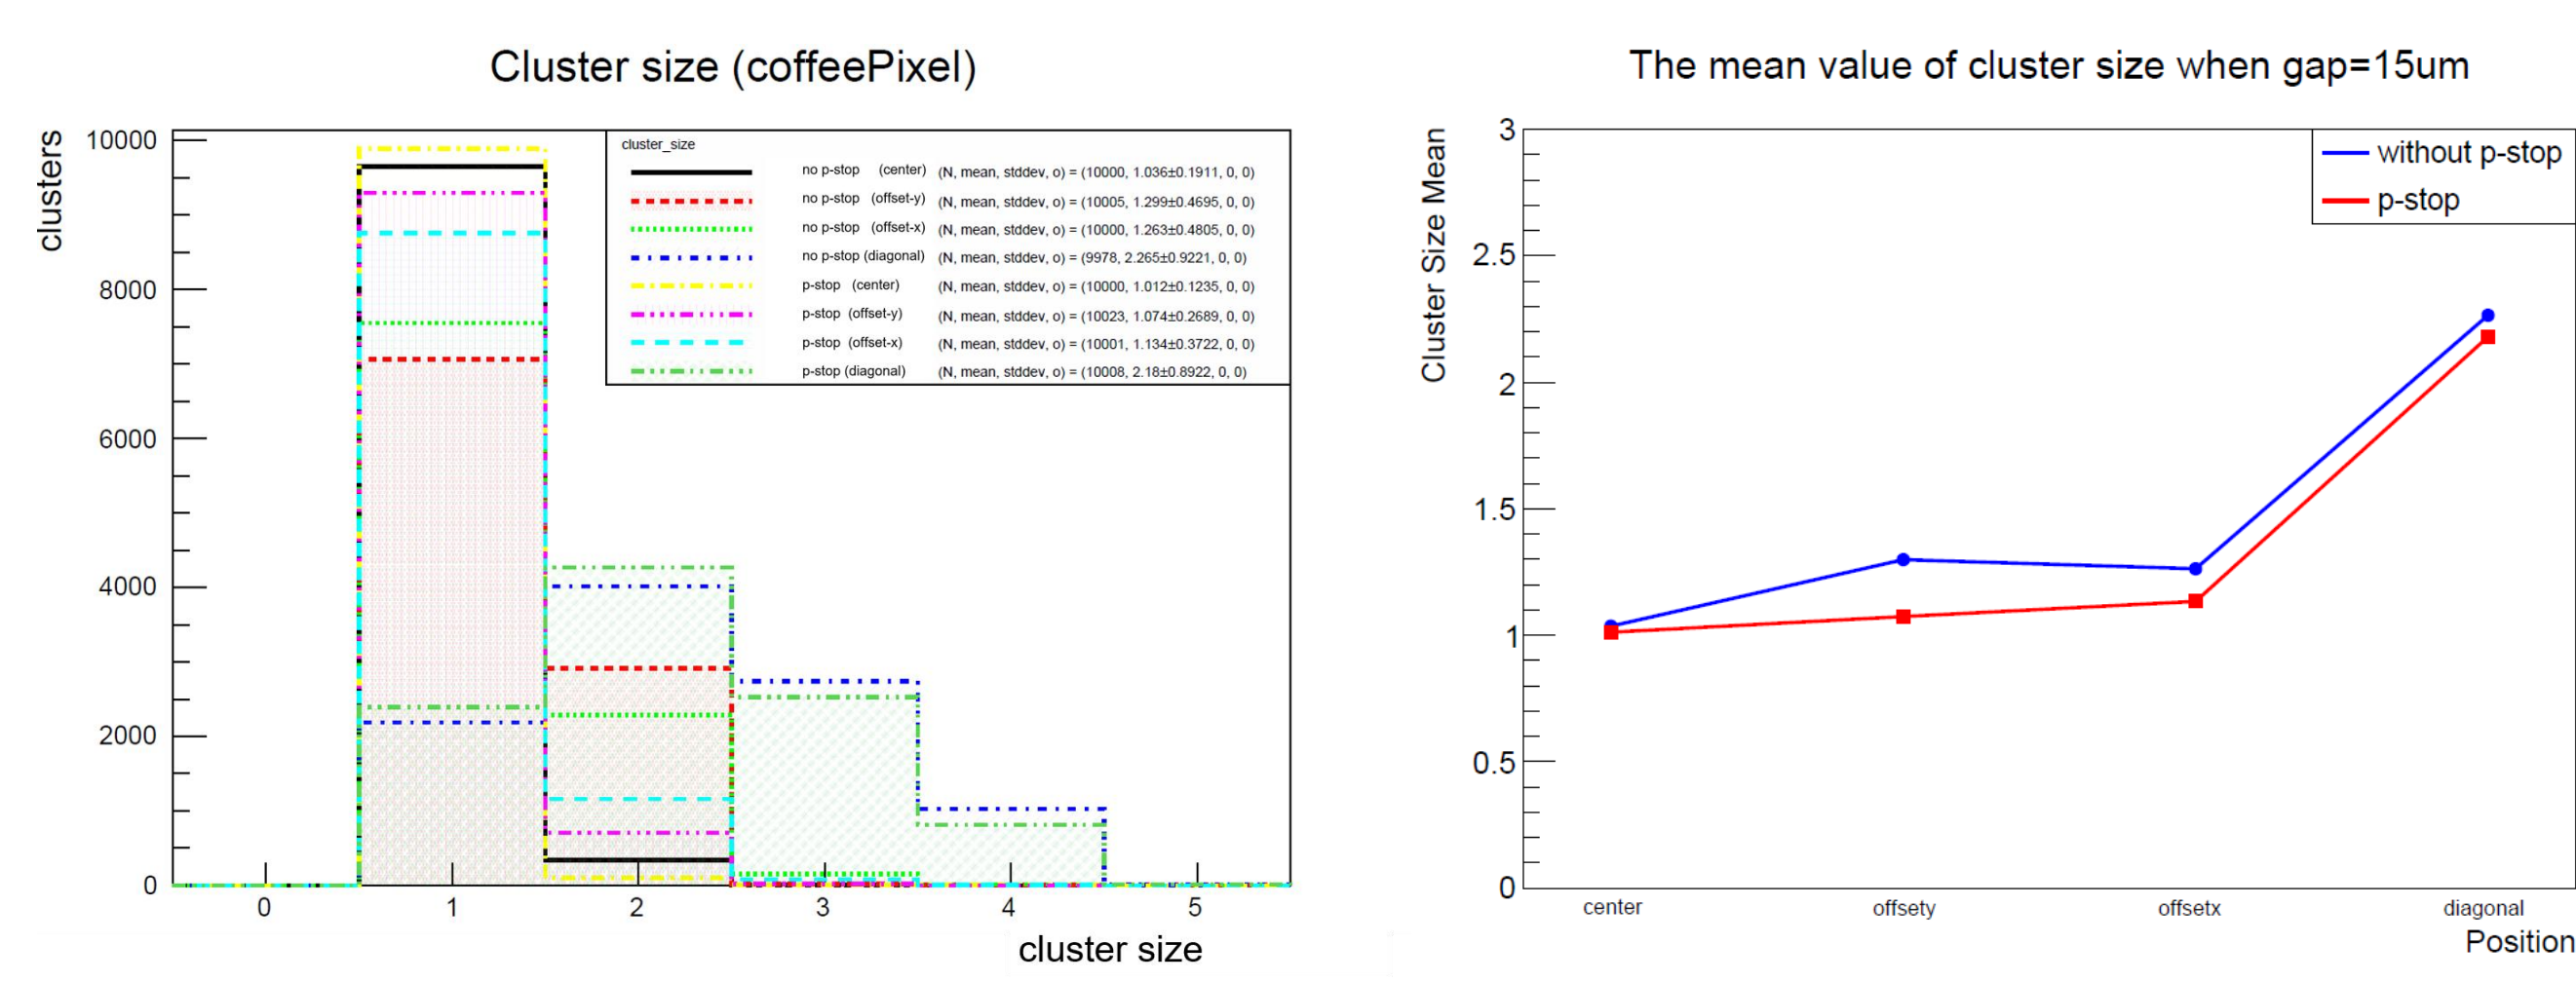 Cluster size (coffeePixel)
clusters
10000
8000
6000
4000
2000
0
cluster_size
no p-stop (center) (N, mean, stddev, o) = (10000, 1.036±0.1911, 0, 0)
no p-stop (offset-y) (N, mean, stddev, o) = (10005, 1.299±0.4695, 0, 0)
no p-stop (offset-x) (N, mean, stddev, o) = (10000, 1.263±0.4805, 0, 0)
no p-stop (diagonal) (N, mean, stddev, o) = (9978, 2.265±0.9221, 0, 0)
p-stop (center) (N, mean, stddev, o) = (10000, 1.012±0.1235, 0, 0)
p-stop (offset-y) (N, mean, stddev, o) = (10023, 1.074±0.2689, 0, 0)
p-stop (offset-x) (N, mean, stddev, o) = (10001, 1.134±0.3722, 0, 0)
p-stop (diagonal) (N, mean, stddev, o) = (10008, 2.18±0.8922, 0, 0)
0 1 2 3 4 5
cluster size
The mean value of cluster size when gap=15um
Cluster Size Mean
3
2.5
2
1.5
1
0.5
0
without p-stop
p-stop
center offsety offsetx diagonal
Position